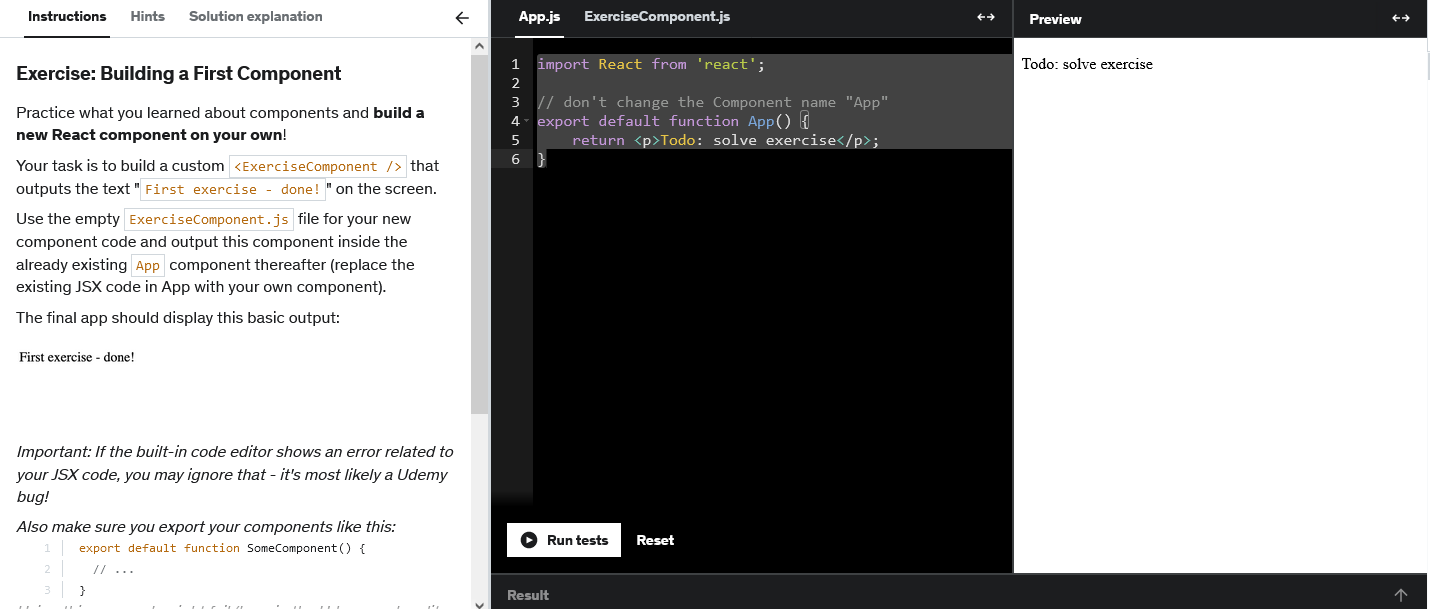 Instructions
Hints
Solution explanation
Exercise: Building a First Component
Practice what you learned about components and build a
new React component on your own!
Your task is to build a custom <ExerciseComponent /> that
outputs the text "First exercise - done!" on the screen.
Use the empty ExerciseComponent.js file for your new
component code and output this component inside the
already existing App component thereafter (replace the
existing JSX code in App with your own component).
The final app should display this basic output:
First exercise - done!
Important: If the built-in code editor shows an error related to
your JSX code, you may ignore that - it's most likely a Udemy
bug!
Also make sure you export your components like this:
1 export default function SomeComponent() {
2 // ...
3 }
App.js
ExerciseComponent.js
1 import React from 'react';
2
3 // don't change the Component name "App"
4 export default function App() {
5 return <p>Todo: solve exercise</p>;
6 }
Run tests
Reset
Result
Preview
Todo: solve exercise